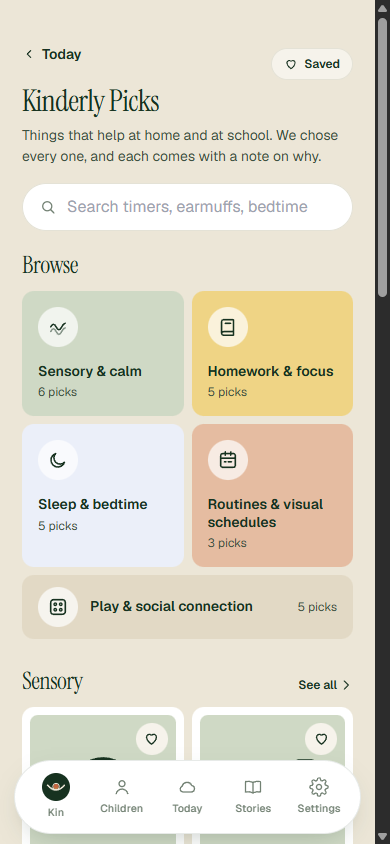 Today
Saved
Kinderly Picks
Things that help at home and at school. We chose
every one, and each comes with a note on why.
Search timers, earmuffs, bedtime
Browse
Sensory & calm
6 picks
Homework & focus
5 picks
Sleep & bedtime
5 picks
Routines & visual
schedules
3 picks
Play & social connection
5 picks
Sensory
See all
Kin
Children
Today
Stories
Settings